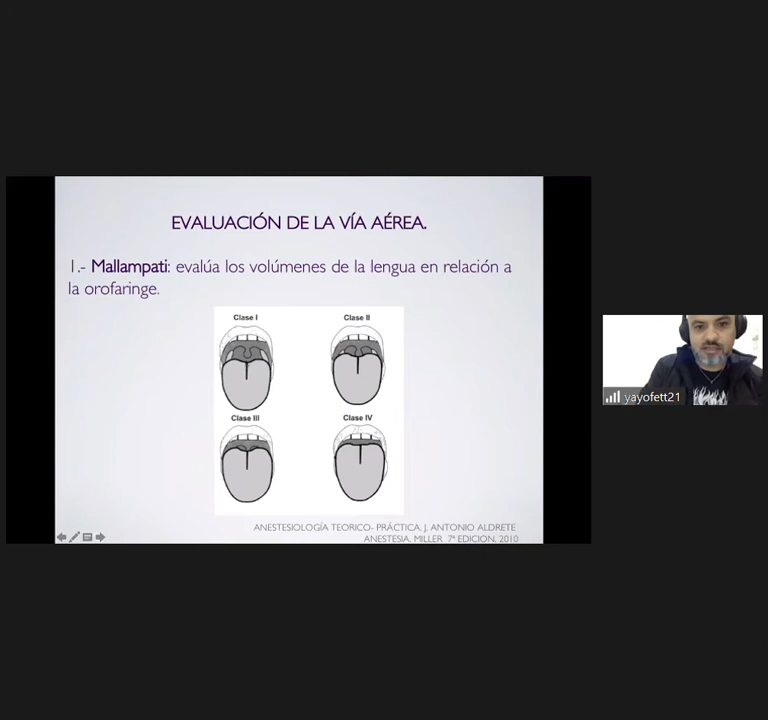 EVALUACIÓN DE LA VÍA AÉREA.
1.- Mallampati: evalúa los volúmenes de la lengua en relación a
la orofaringe.
Clase I
Clase II
Clase III
Clase IV
ANESTESIOLOGÍA TEORICO- PRÁCTICA, J. ANTONIO ALDRETE
ANESTESIA, MILLER 7ª EDICION, 2010
yayofett21